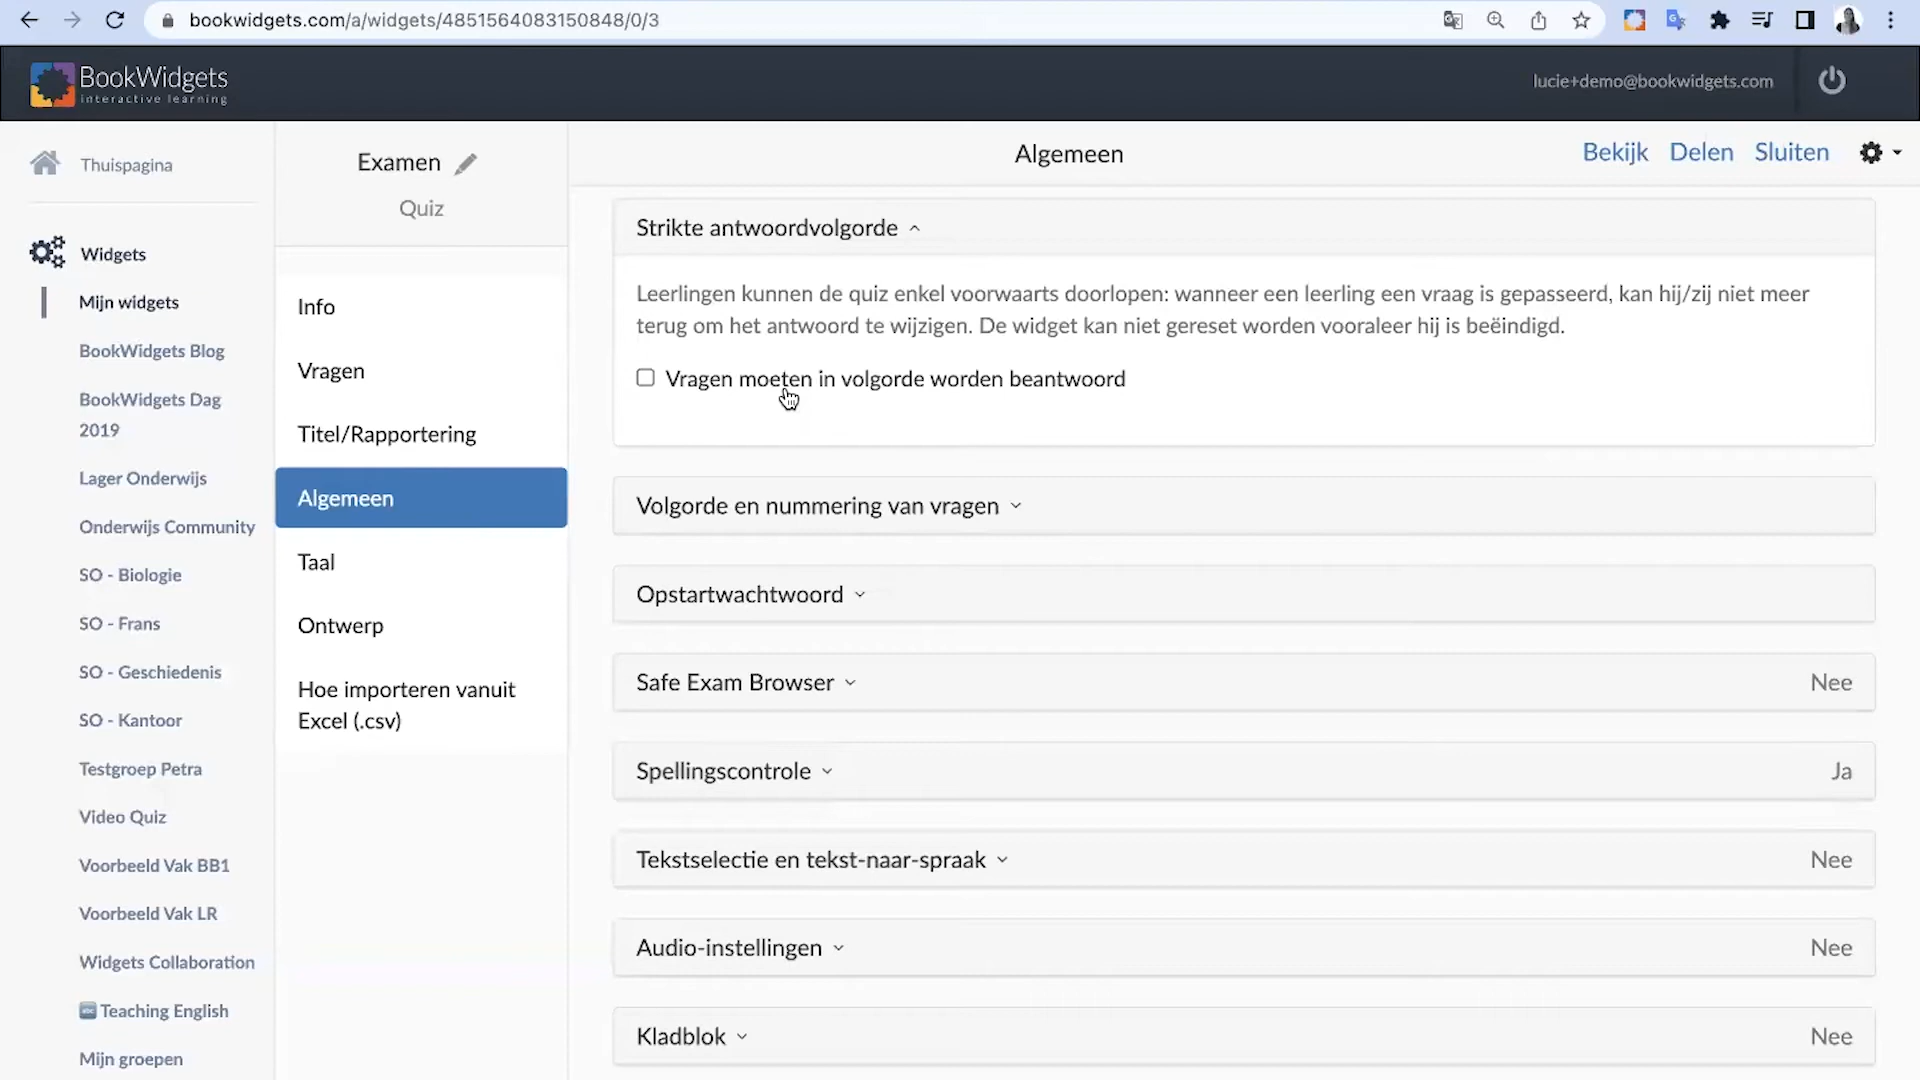 bookwidgets.com/a/widgets/4851564083150848/0/3
BookWidgets
interactive learning
lucie+demo@bookwidgets.com
Thuispagina
Widgets
Mijn widgets
BookWidgets Blog
BookWidgets Dag
2019
Lager Onderwijs
Onderwijs Community
SO - Biologie
SO - Frans
SO - Geschiedenis
SO - Kantoor
Testgroep Petra
Video Quiz
Voorbeeld Vak BB1
Voorbeeld Vak LR
Widgets Collaboration
abc Teaching English
Mijn groepen
Examen
Quiz
Info
Vragen
Titel/Rapportering
Algemeen
Taal
Ontwerp
Hoe importeren vanuit
Excel (.csv)
Algemeen
Bekijk Delen Sluiten
Strikte antwoordvolgorde
Leerlingen kunnen de quiz enkel voorwaarts doorlopen: wanneer een leerling een vraag is gepasseerd, kan hij/zij niet meer
terug om het antwoord te wijzigen. De widget kan niet gereset worden vooraleer hij is beëindigd.
Vragen moeten in volgorde worden beantwoord
Volgorde en nummering van vragen
Opstartwachtwoord
Safe Exam Browser Nee
Spellingscontrole Ja
Tekstselectie en tekst-naar-spraak Nee
Audio-instellingen Nee
Kladblok Nee